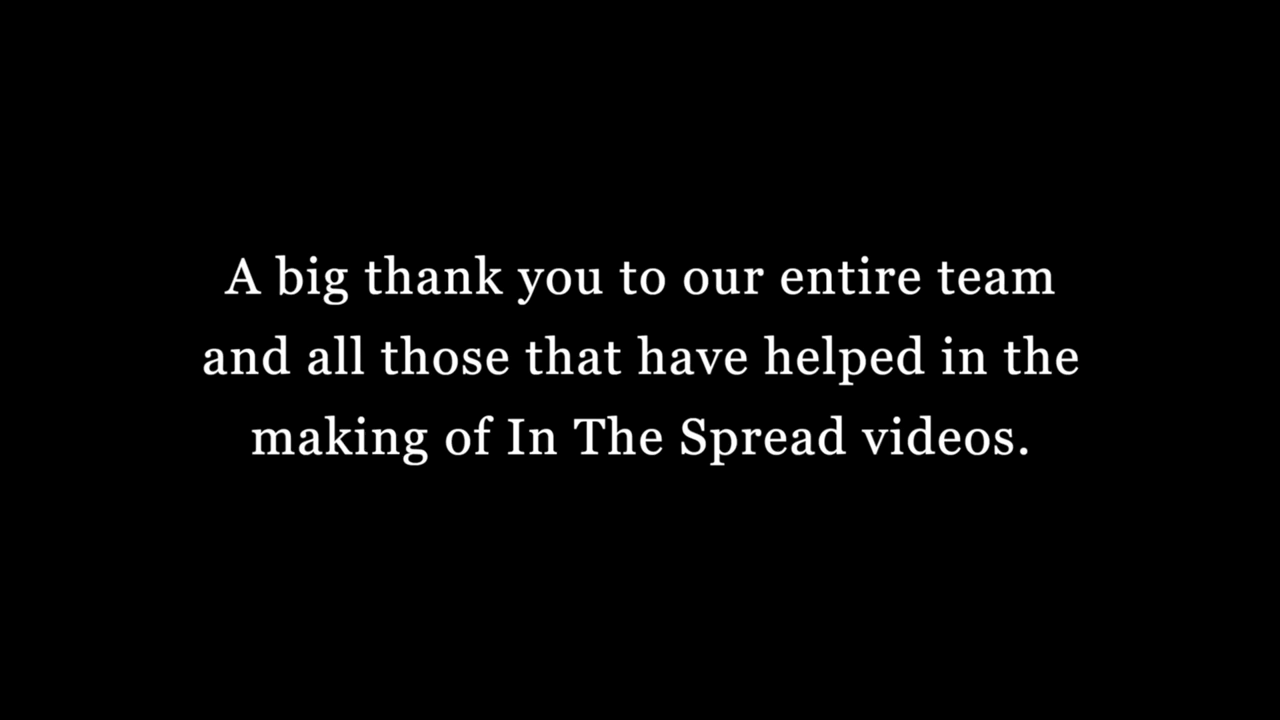 A big thank you to our entire team
and all those that have helped in the
making of In The Spread videos.